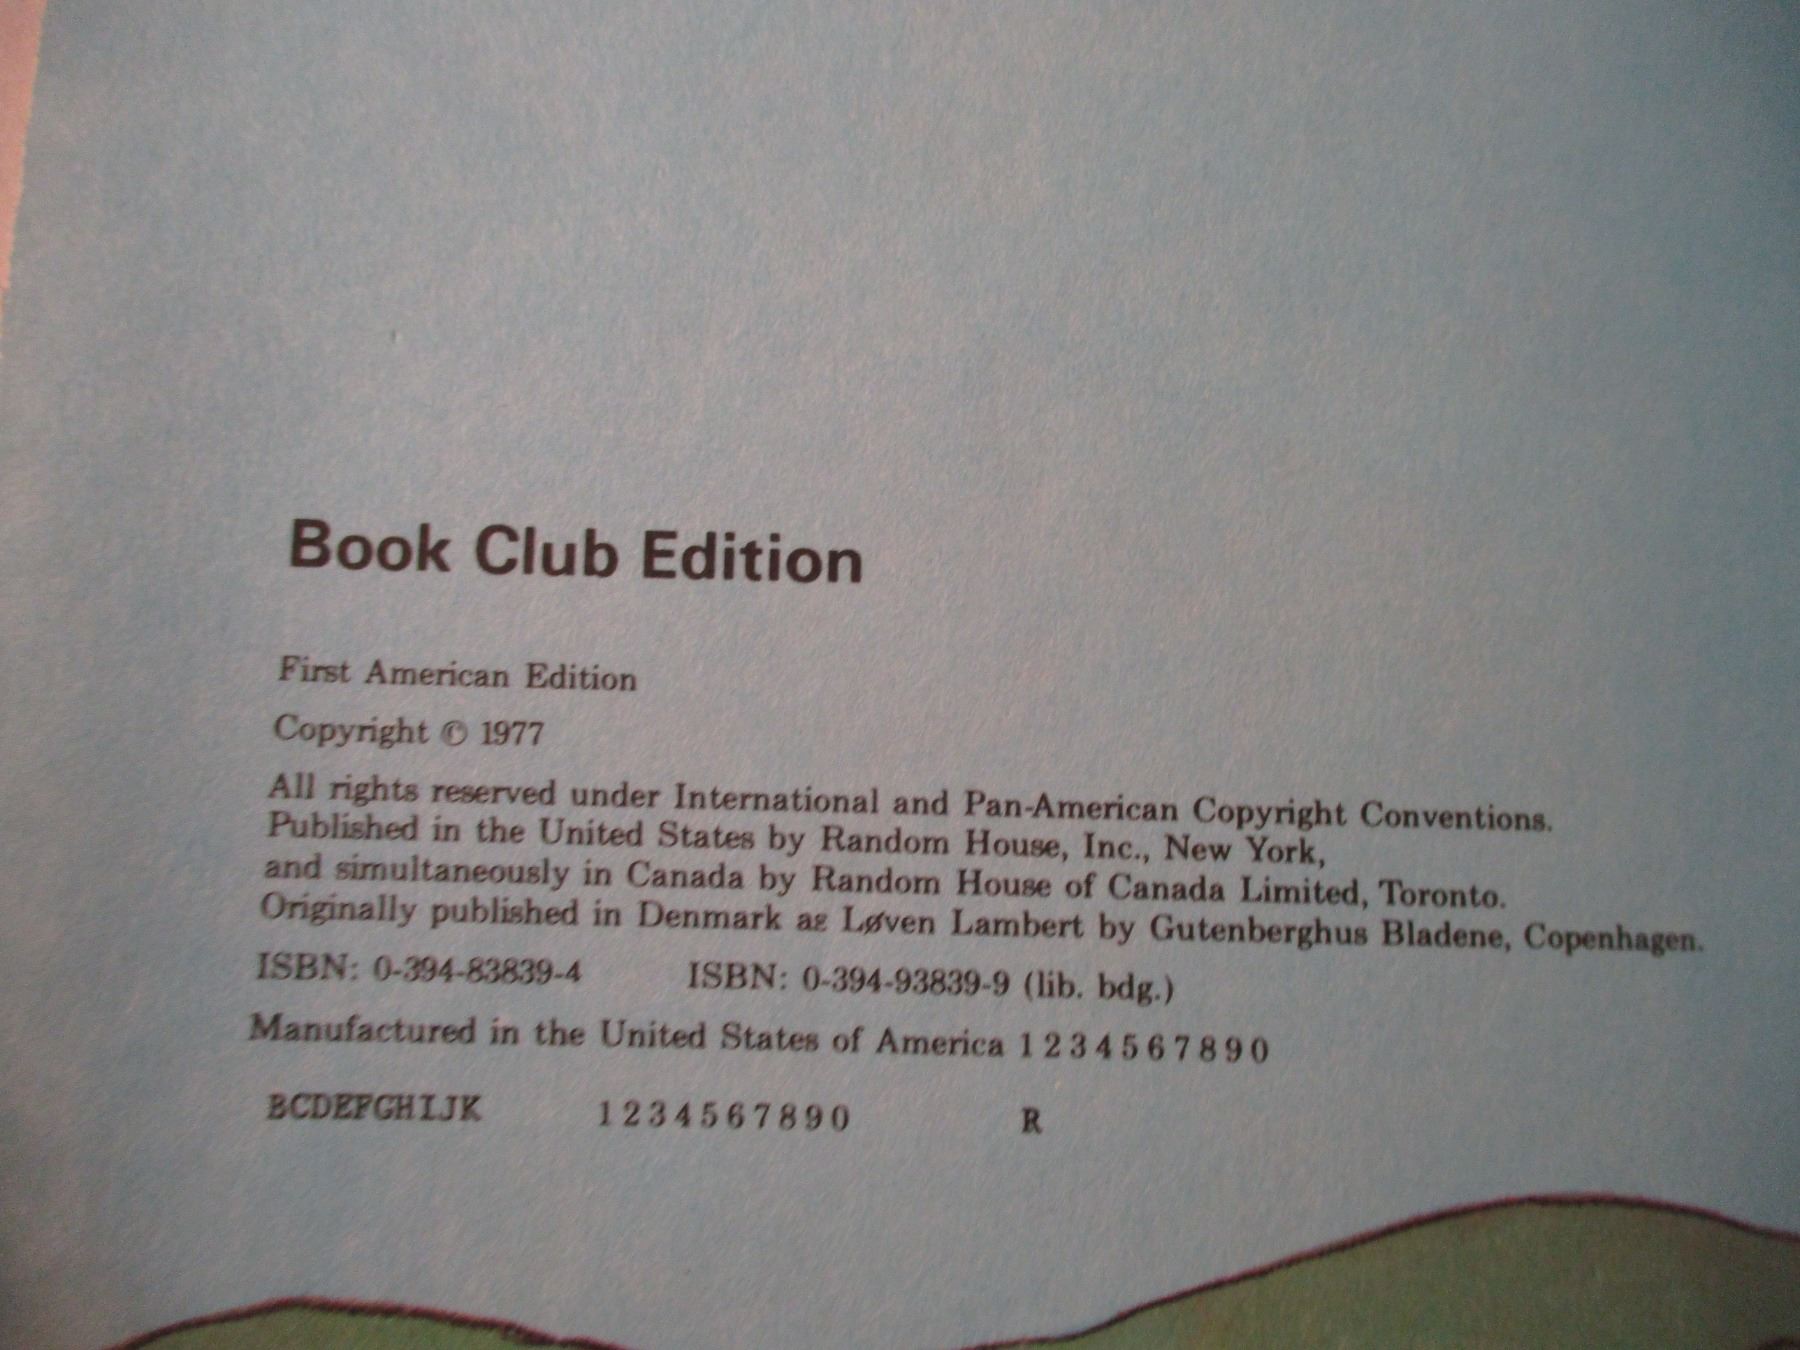 Book Club Edition
First American Edition
Copyright © 1977
All rights reserved under International and Pan-American Copyright Conventions.
Published in the United States by Random House, Inc., New York,
and simultaneously in Canada by Random House of Canada Limited, Toronto.
Originally published in Denmark as Løven Lambert by Gutenberghus Bladene, Copenhagen.
ISBN: 0-394-83839-4 ISBN: 0-394-93839-9 (lib. bdg.)
Manufactured in the United States of America 1 2 3 4 5 6 7 8 9 0
BCDEFGHIJK 1 2 3 4 5 6 7 8 9 0 R